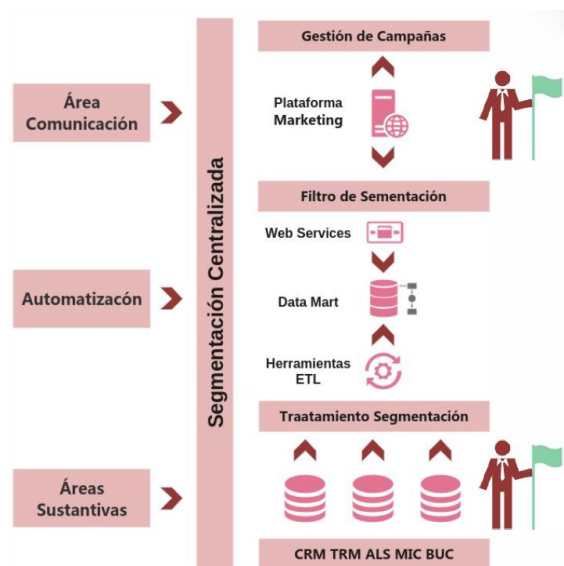 Gestión de Campañas
Área
Comunicación
Plataforma
Marketing
Segmentación Centralizada
Filtro de Sementación
Web Services
Automatizacón
Data Mart
Herramientas
ETL
Traatamiento Segmentación
Áreas
Sustantivas
CRM TRM ALS MIC BUC